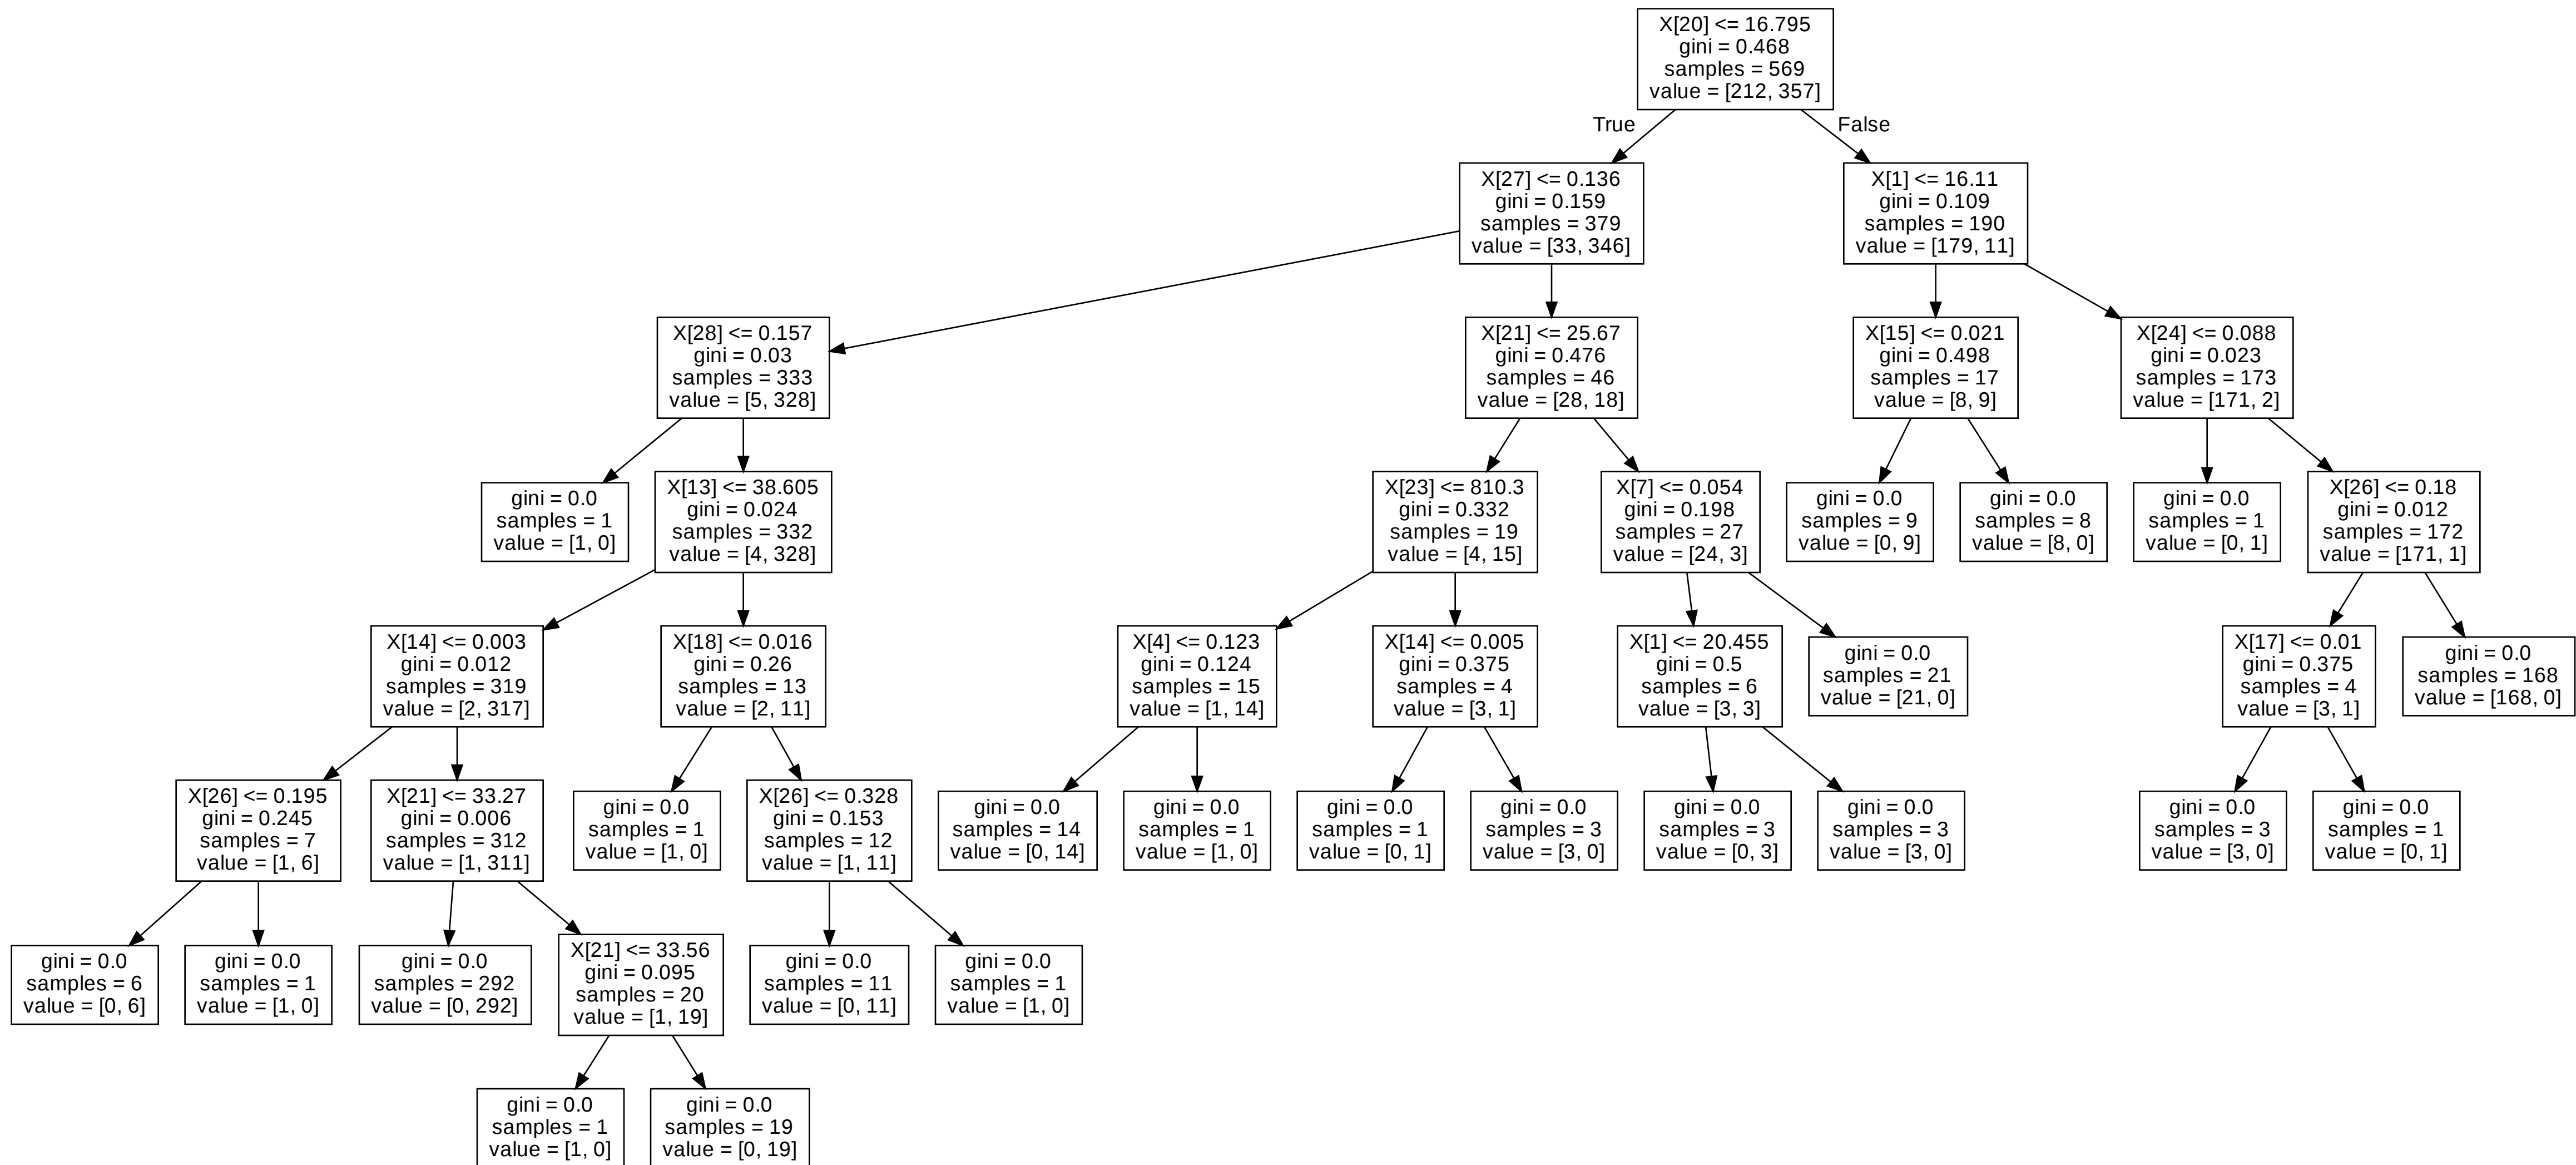 X[20] <= 16.795
gini = 0.468
samples = 569
value = [212, 357]
True
False
X[27] <= 0.136
gini = 0.159
samples = 379
value = [33, 346]
X[1] <= 16.11
gini = 0.109
samples = 190
value = [179, 11]
X[28] <= 0.157
gini = 0.03
samples = 333
value = [5, 328]
X[21] <= 25.67
gini = 0.476
samples = 46
value = [28, 18]
X[15] <= 0.021
gini = 0.498
samples = 17
value = [8, 9]
X[24] <= 0.088
gini = 0.023
samples = 173
value = [171, 2]
gini = 0.0
samples = 1
value = [1, 0]
X[13] <= 38.605
gini = 0.024
samples = 332
value = [4, 328]
X[23] <= 810.3
gini = 0.332
samples = 19
value = [4, 15]
X[7] <= 0.054
gini = 0.198
samples = 27
value = [24, 3]
gini = 0.0
samples = 9
value = [0, 9]
gini = 0.0
samples = 8
value = [8, 0]
gini = 0.0
samples = 1
value = [0, 1]
X[26] <= 0.18
gini = 0.012
samples = 172
value = [171, 1]
X[14] <= 0.003
gini = 0.012
samples = 319
value = [2, 317]
X[18] <= 0.016
gini = 0.26
samples = 13
value = [2, 11]
X[4] <= 0.123
gini = 0.124
samples = 15
value = [1, 14]
X[14] <= 0.005
gini = 0.375
samples = 4
value = [3, 1]
X[1] <= 20.455
gini = 0.5
samples = 6
value = [3, 3]
gini = 0.0
samples = 21
value = [21, 0]
X[17] <= 0.01
gini = 0.375
samples = 4
value = [3, 1]
gini = 0.0
samples = 168
value = [168, 0]
X[26] <= 0.195
gini = 0.245
samples = 7
value = [1, 6]
X[21] <= 33.27
gini = 0.006
samples = 312
value = [1, 311]
gini = 0.0
samples = 1
value = [1, 0]
X[26] <= 0.328
gini = 0.153
samples = 12
value = [1, 11]
gini = 0.0
samples = 14
value = [0, 14]
gini = 0.0
samples = 1
value = [1, 0]
gini = 0.0
samples = 1
value = [0, 1]
gini = 0.0
samples = 3
value = [3, 0]
gini = 0.0
samples = 3
value = [0, 3]
gini = 0.0
samples = 3
value = [3, 0]
gini = 0.0
samples = 3
value = [3, 0]
gini = 0.0
samples = 1
value = [0, 1]
gini = 0.0
samples = 6
value = [0, 6]
gini = 0.0
samples = 1
value = [1, 0]
gini = 0.0
samples = 292
value = [0, 292]
X[21] <= 33.56
gini = 0.095
samples = 20
value = [1, 19]
gini = 0.0
samples = 11
value = [0, 11]
gini = 0.0
samples = 1
value = [1, 0]
gini = 0.0
samples = 1
value = [1, 0]
gini = 0.0
samples = 19
value = [0, 19]